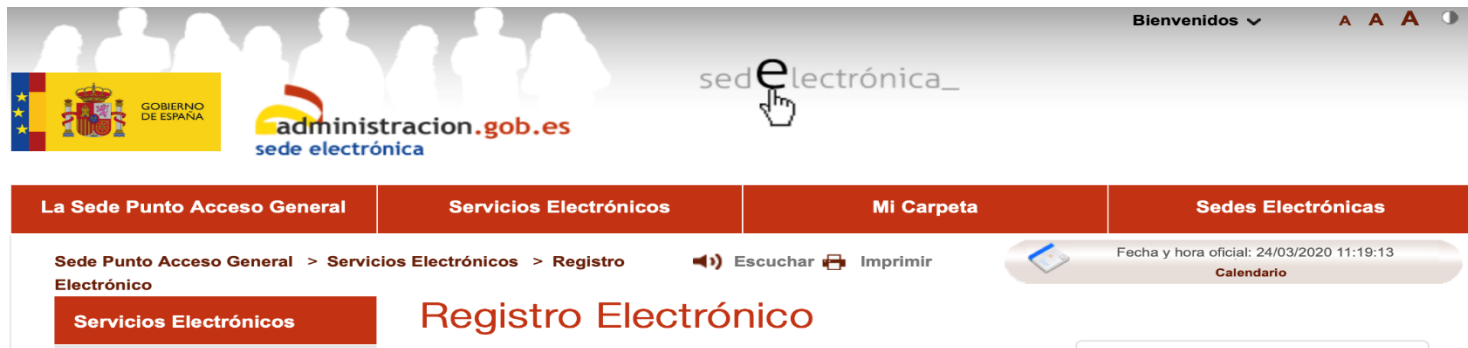 Bienvenidos
A A A
GOBIERNO
DE ESPAÑA
administracion.gob.es
sede electrónica
sedelectrónica_
La Sede Punto Acceso General
Servicios Electrónicos
Mi Carpeta
Sedes Electrónicas
Sede Punto Acceso General > Servicios Electrónicos > Registro
Electrónico
Escuchar
Imprimir
Fecha y hora oficial: 24/03/2020 11:19:13
Calendario
Servicios Electrónicos
Registro Electrónico